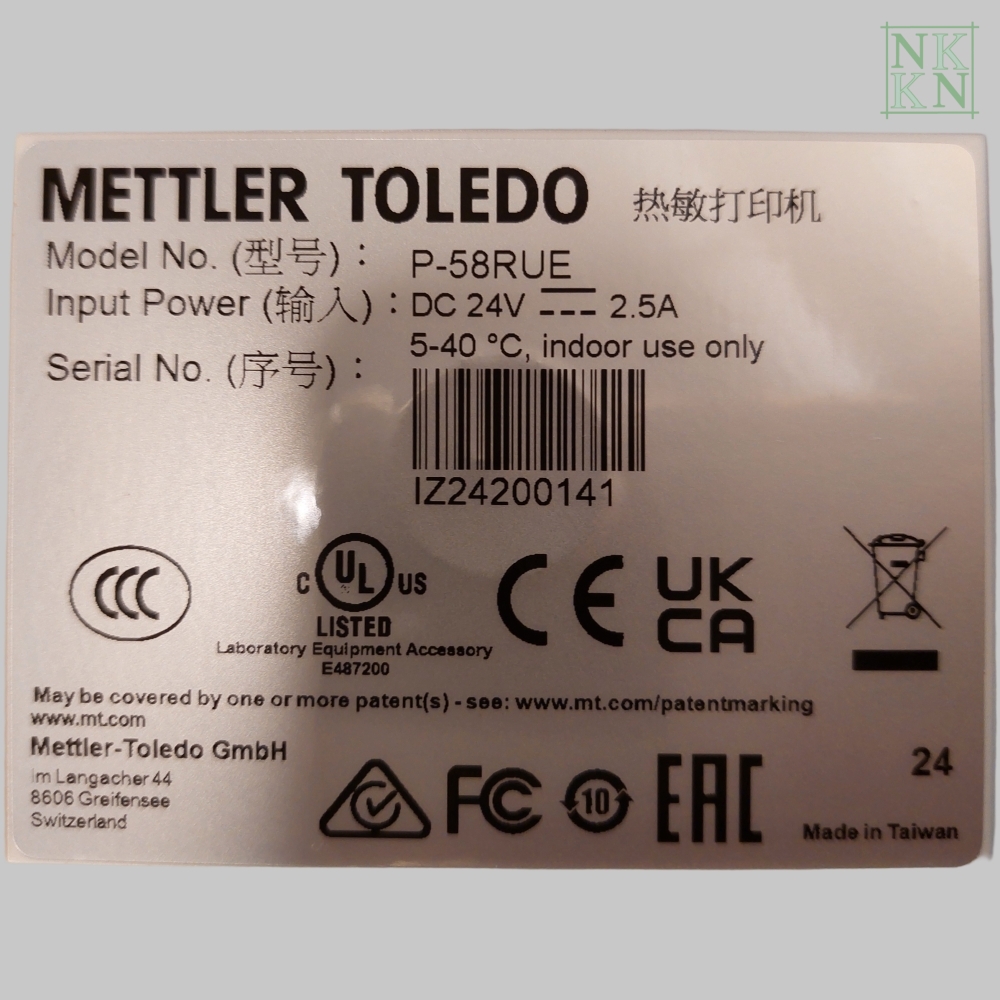 NK
KN
METTLER TOLEDO 热敏打印机
Model No. (型号) : P-58RUE
Input Power (输入) : DC 24V 2.5A
5-40 °C, indoor use only
Serial No. (序号) :
IZ24200141
CCC
C UL US
LISTED
Laboratory Equipment Accessory
E487200
CE
UK
CA
May be covered by one or more patent(s) - see: www.mt.com/patentmarking
www.mt.com
Mettler-Toledo GmbH
Im Langacher 44
8606 Greifensee
Switzerland
FC
10
EAC
24
Made in Taiwan